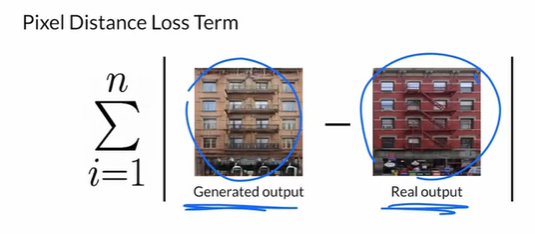 Pixel Distance Loss Term
n
∑ | - |
i=1
Generated output
Real output